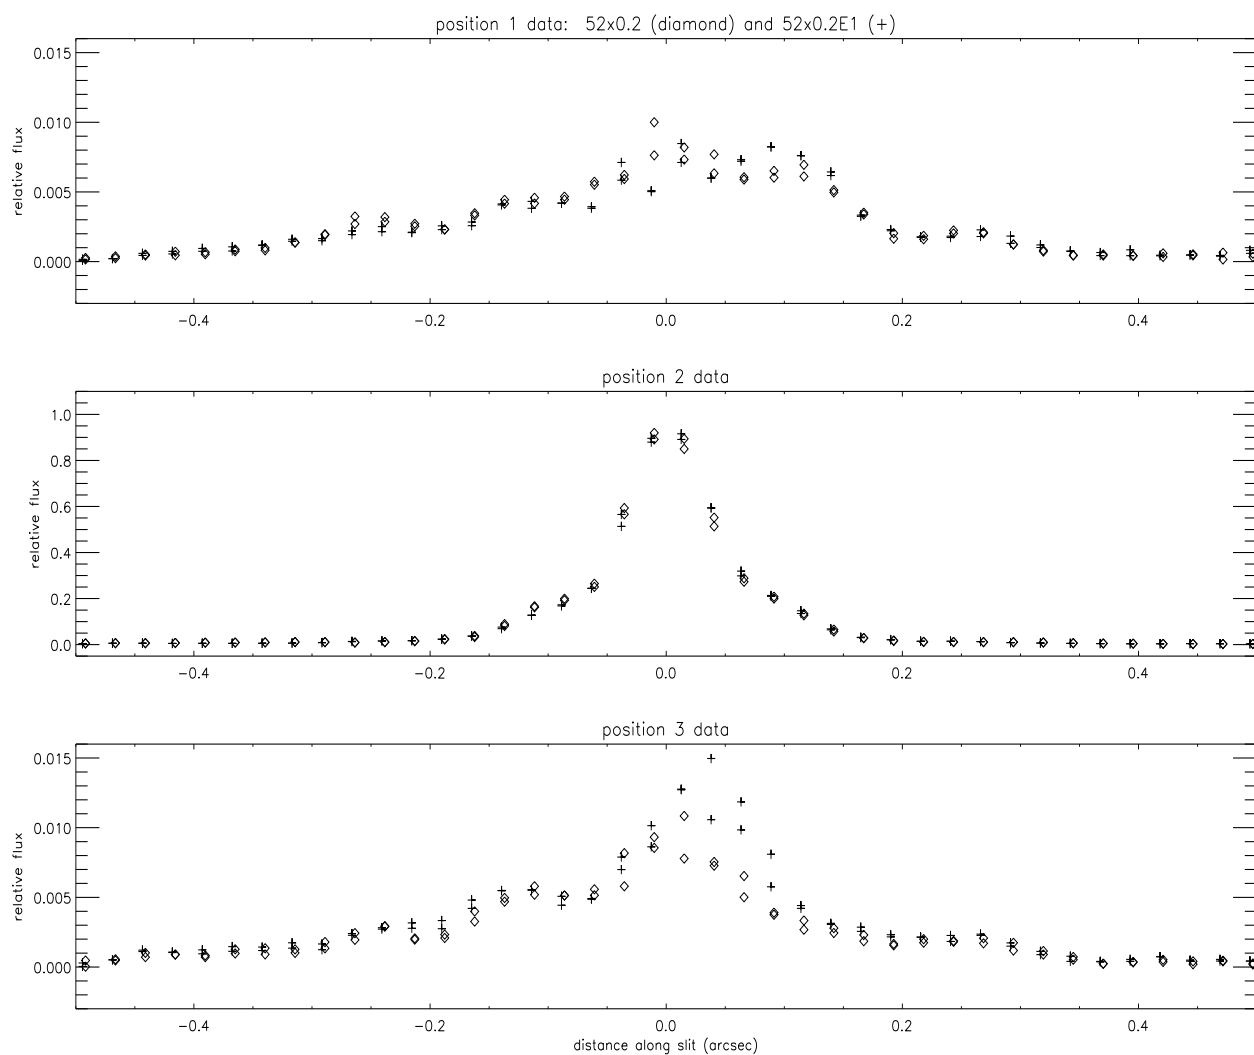 position 1 data: 52x0.2 (diamond) and 52x0.2E1 (+)
0.015
0.010
0.005
0.000
relative flux
−0.4 −0.2 0.0 0.2 0.4
position 2 data
1.0
0.8
0.6
0.4
0.2
0.0
relative flux
−0.4 −0.2 0.0 0.2 0.4
position 3 data
0.015
0.010
0.005
0.000
relative flux
−0.4 −0.2 0.0 0.2 0.4
distance along slit (arcsec)